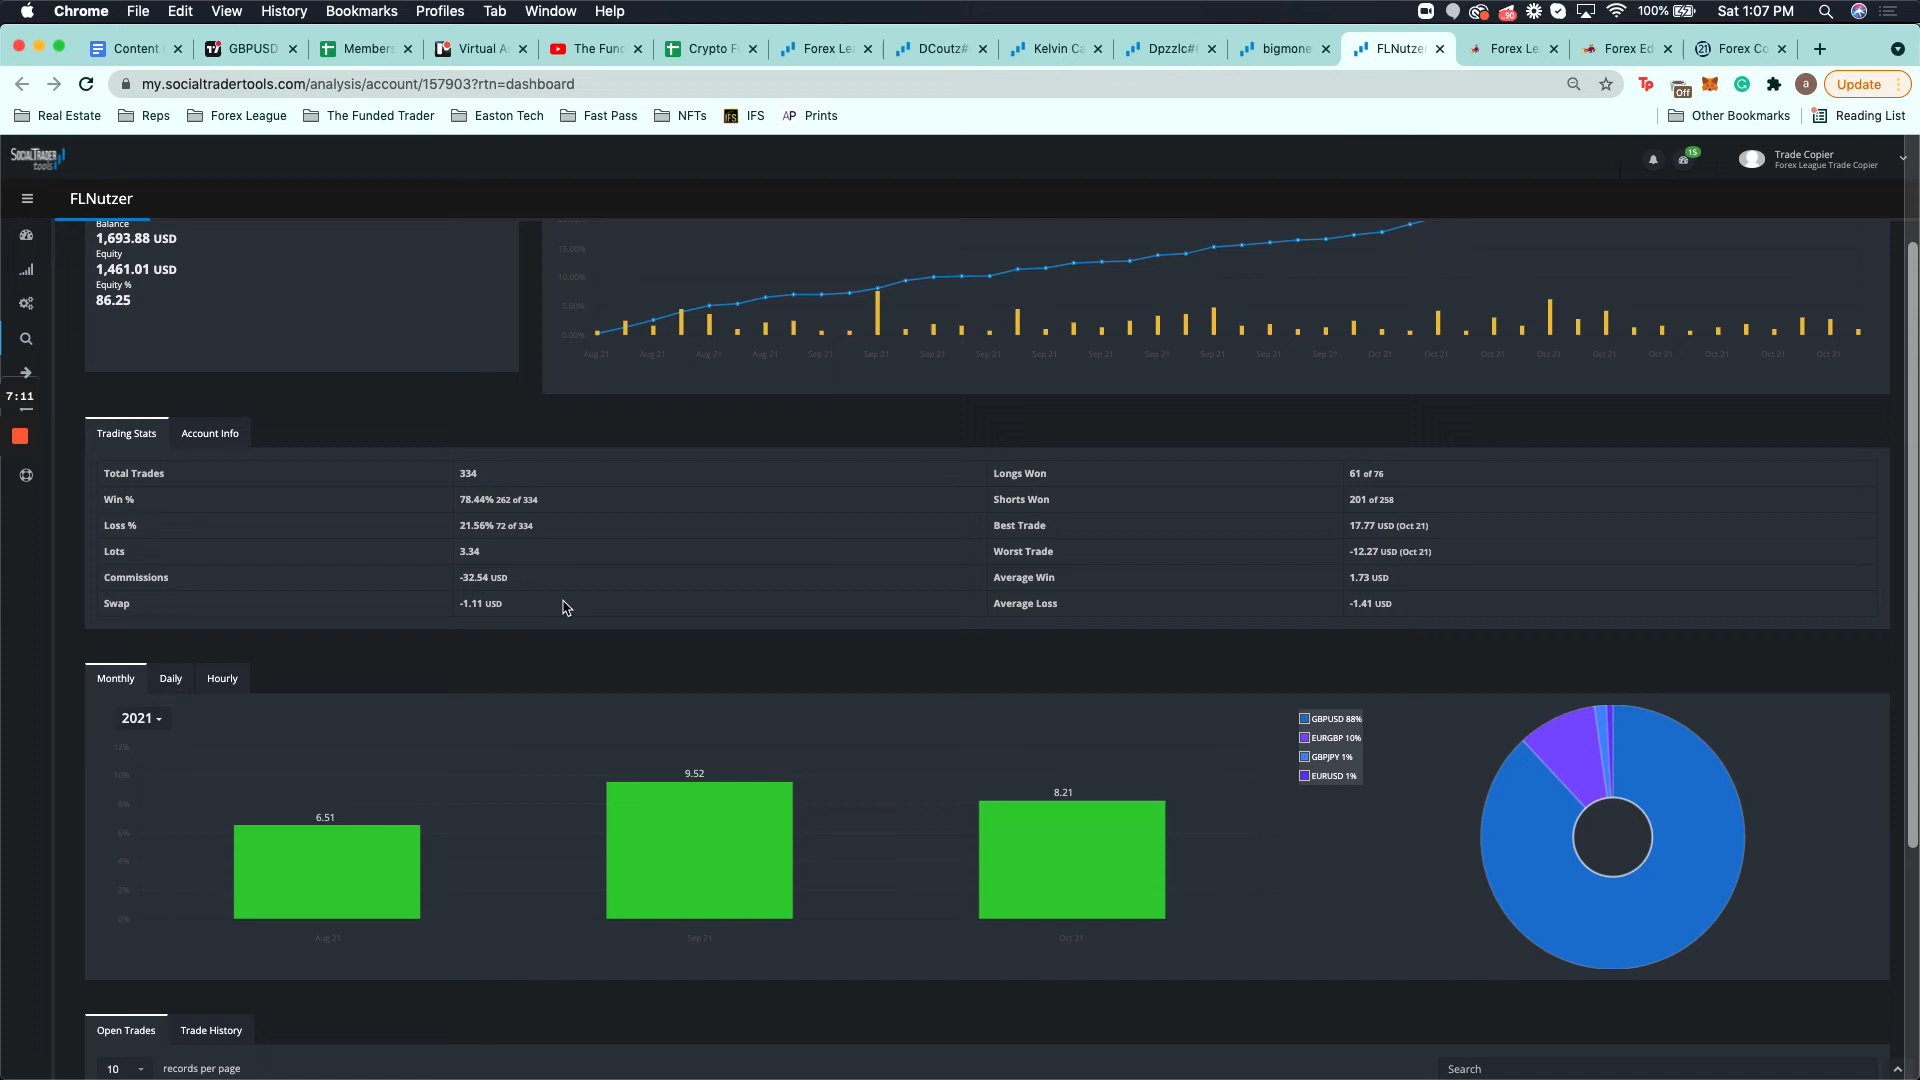 Chrome File Edit View History Bookmarks Profiles Tab Window Help 90 100% Sat 1:07 PM
Content GBPUSD Members Virtual A The Fun Crypto F Forex Le DCoutz# Kelvin Ca Dpzzlc# bigmone FLNutze Forex Le Forex Ed Forex Co
my.socialtradertools.com/analysis/account/157903?rtn=dashboard Tp Off a Update
Real Estate Reps Forex League The Funded Trader Easton Tech Fast Pass NFTs IFS AP Prints Other Bookmarks Reading List
SOCIALTRADER tools 15 Trade Copier
Forex League Trade Copier
FLNutzer
Balance
1,693.88 USD
Equity
1,461.01 USD
Equity %
86.25
15.00%
10.00%
5.00%
0.00%
Aug 21 Aug 21 Aug 21 Aug 21 Sep 21 Sep 21 Sep 21 Sep 21 Sep 21 Sep 21 Sep 21 Sep 21 Sep 21 Sep 21 Oct 21 Oct 21 Oct 21 Oct 21 Oct 21 Oct 21 Oct 21 Oct 21 Oct 21
7:11
Trading Stats Account Info
Total Trades 334 Longs Won 61 of 76
Win % 78.44% 262 of 334 Shorts Won 201 of 258
Loss % 21.56% 72 of 334 Best Trade 17.77 USD (Oct 21)
Lots 3.34 Worst Trade -12.27 USD (Oct 21)
Commissions -32.54 USD Average Win 1.73 USD
Swap -1.11 USD Average Loss -1.41 USD
Monthly Daily Hourly
2021
12%
10%
8%
6%
4%
2%
0%
6.51
9.52
8.21
Aug 21 Sep 21 Oct 21
GBPUSD 88%
EURGBP 10%
GBPJPY 1%
EURUSD 1%
Open Trades Trade History
10 records per page Search